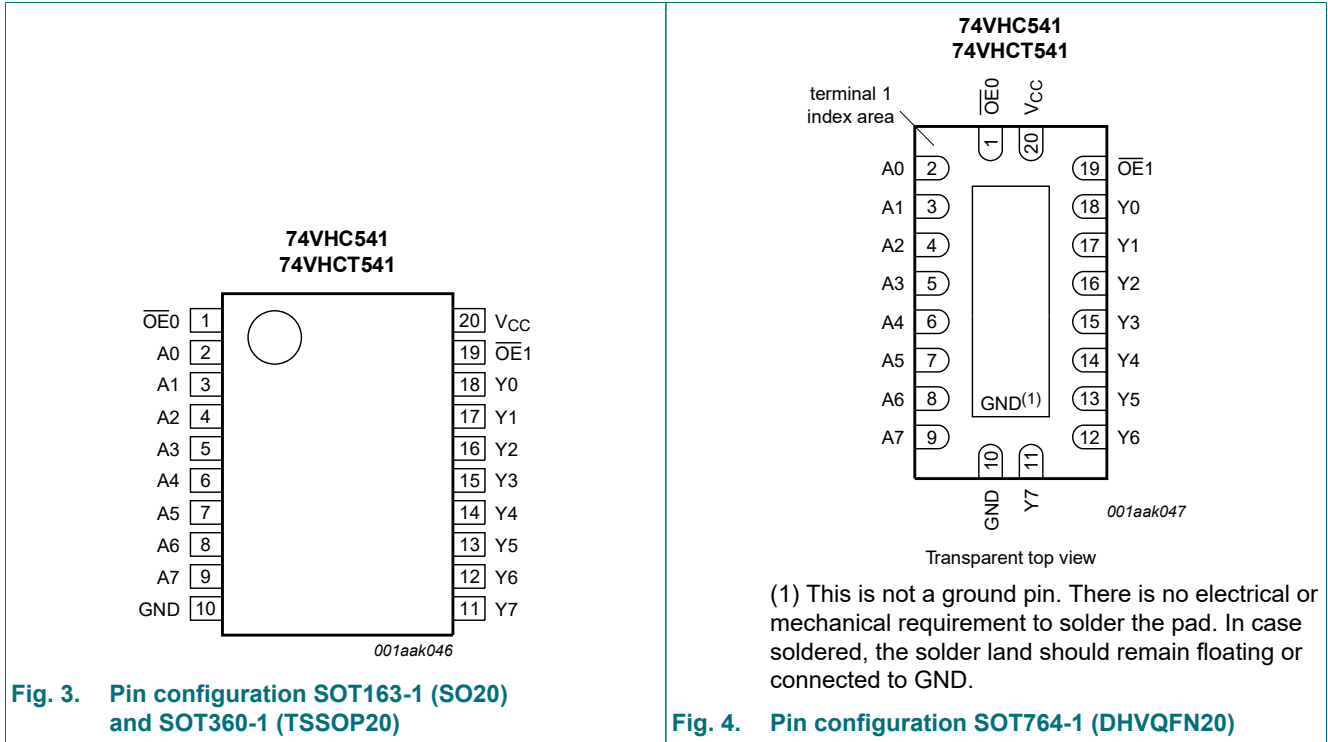 74VHC541
74VHCT541
OE0 1
A0 2
A1 3
A2 4
A3 5
A4 6
A5 7
A6 8
A7 9
GND 10
20 VCC
19 OE1
18 Y0
17 Y1
16 Y2
15 Y3
14 Y4
13 Y5
12 Y6
11 Y7
001aak046
Fig. 3. Pin configuration SOT163-1 (SO20)
and SOT360-1 (TSSOP20)
74VHC541
74VHCT541
terminal 1
index area
OE0
VCC
1
20
A0 2
A1 3
A2 4
A3 5
A4 6
A5 7
A6 8
A7 9
19 OE1
18 Y0
17 Y1
16 Y2
15 Y3
14 Y4
13 Y5
12 Y6
GND(1)
10
11
GND
Y7
001aak047
Transparent top view
(1) This is not a ground pin. There is no electrical or
mechanical requirement to solder the pad. In case
soldered, the solder land should remain floating or
connected to GND.
Fig. 4. Pin configuration SOT764-1 (DHVQFN20)